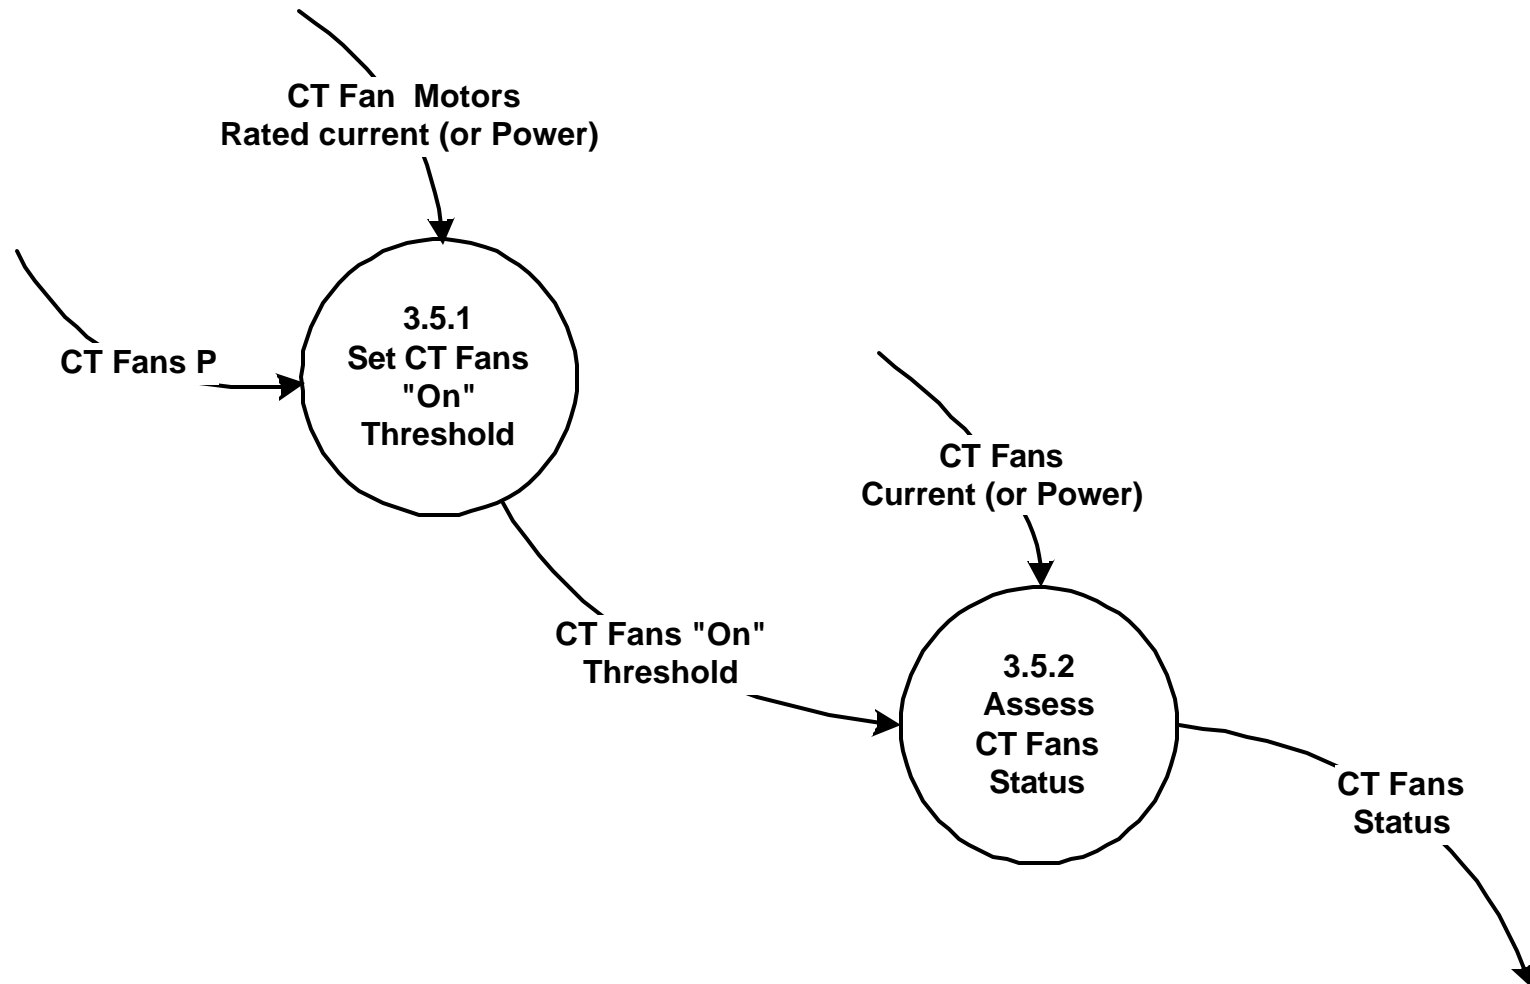 CT Fan  Motors
Rated current (or Power)
CT Fans P
3.5.1
Set CT Fans
"On"
Threshold
CT Fans
Current (or Power)
CT Fans "On"
Threshold
3.5.2
Assess
CT Fans
Status
CT Fans
Status